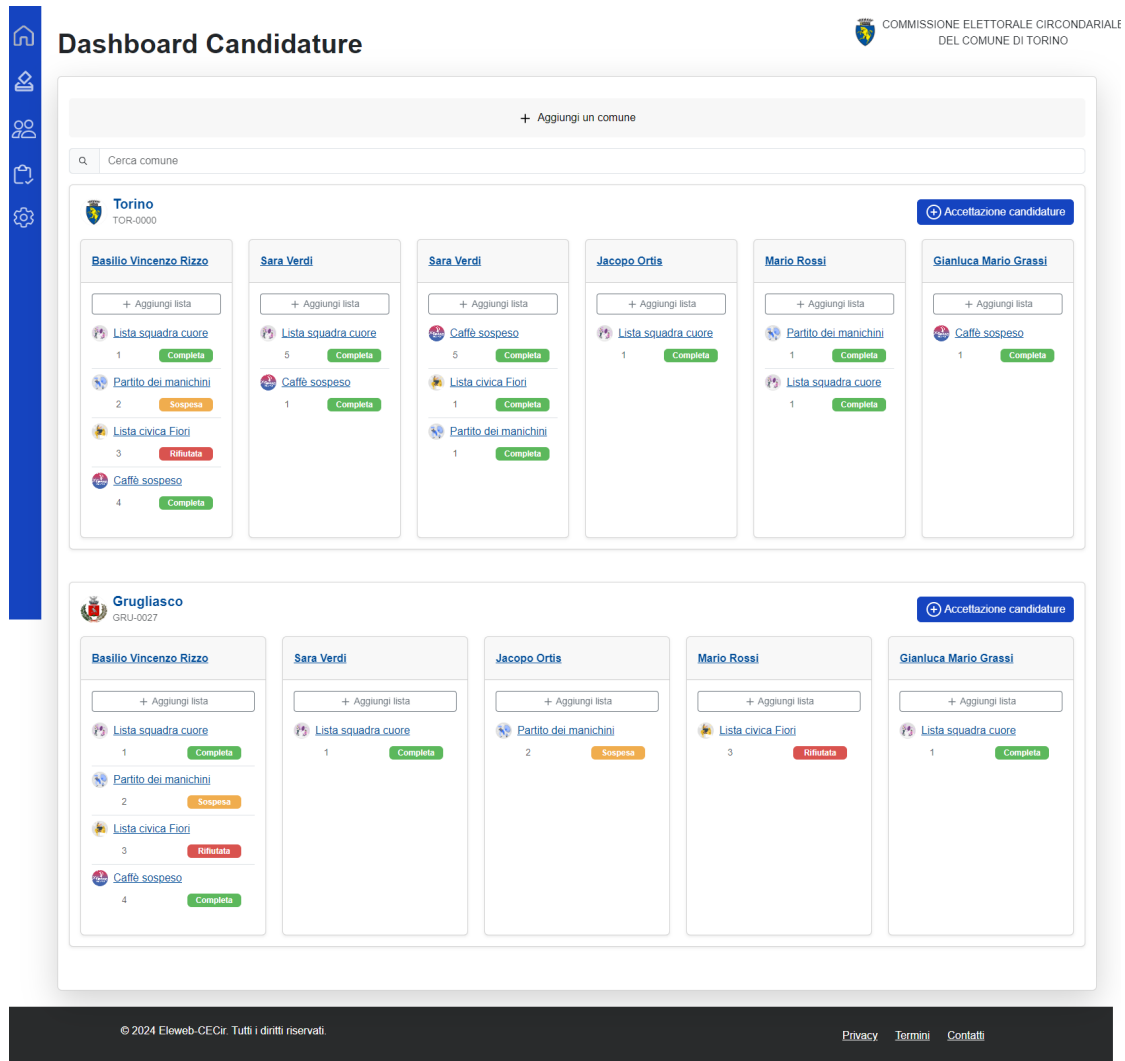 Dashboard Candidature
COMMISSIONE ELETTORALE CIRCONDARIALE
DEL COMUNE DI TORINO
+ Aggiungi un comune
Cerca comune
Torino
TOR-0000
Accettazione candidature
Basilio Vincenzo Rizzo
+ Aggiungi lista
Lista squadra cuore
1 Completa
Partito dei manichini
2 Sospesa
Lista civica Fiori
3 Rifiutata
Caffè sospeso
4 Completa
Sara Verdi
+ Aggiungi lista
Lista squadra cuore
5 Completa
Caffè sospeso
1 Completa
Sara Verdi
+ Aggiungi lista
Caffè sospeso
5 Completa
Lista civica Fiori
1 Completa
Partito dei manichini
1 Completa
Jacopo Ortis
+ Aggiungi lista
Lista squadra cuore
1 Completa
Mario Rossi
+ Aggiungi lista
Partito dei manichini
1 Completa
Lista squadra cuore
1 Completa
Gianluca Mario Grassi
+ Aggiungi lista
Caffè sospeso
1 Completa
Grugliasco
GRU-0027
Accettazione candidature
Basilio Vincenzo Rizzo
+ Aggiungi lista
Lista squadra cuore
1 Completa
Partito dei manichini
2 Sospesa
Lista civica Fiori
3 Rifiutata
Caffè sospeso
4 Completa
Sara Verdi
+ Aggiungi lista
Lista squadra cuore
1 Completa
Jacopo Ortis
+ Aggiungi lista
Partito dei manichini
2 Sospesa
Mario Rossi
+ Aggiungi lista
Lista civica Fiori
3 Rifiutata
Gianluca Mario Grassi
+ Aggiungi lista
Lista squadra cuore
1 Completa
© 2024 Eleweb-CECir. Tutti i diritti riservati.
Privacy Termini Contatti